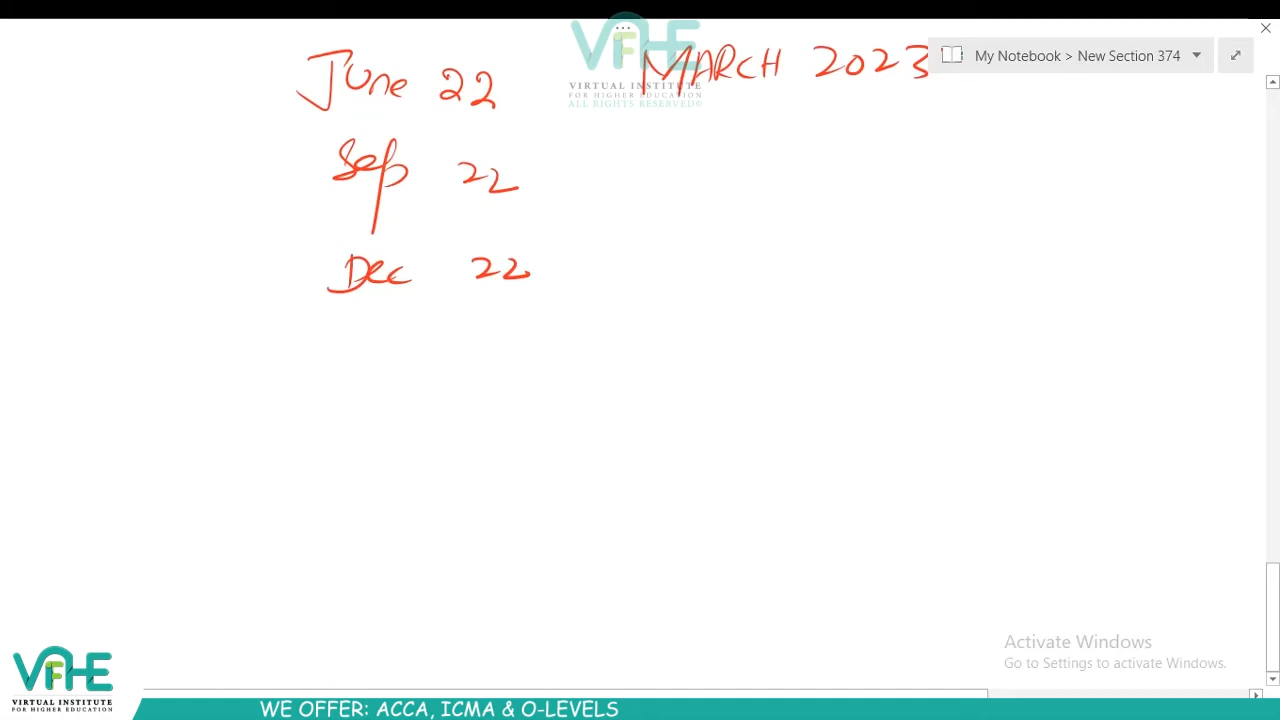 June 22
MARCH 2023
Sep 22
Dec 22
VIFHE
VIRTUAL INSTITUTE
FOR HIGHER EDUCATION
ALL RIGHTS RESERVED©
My Notebook > New Section 374
Activate Windows
Go to Settings to activate Windows.
VIFHE
VIRTUAL INSTITUTE
FOR HIGHER EDUCATION
WE OFFER: ACCA, ICMA & O-LEVELS